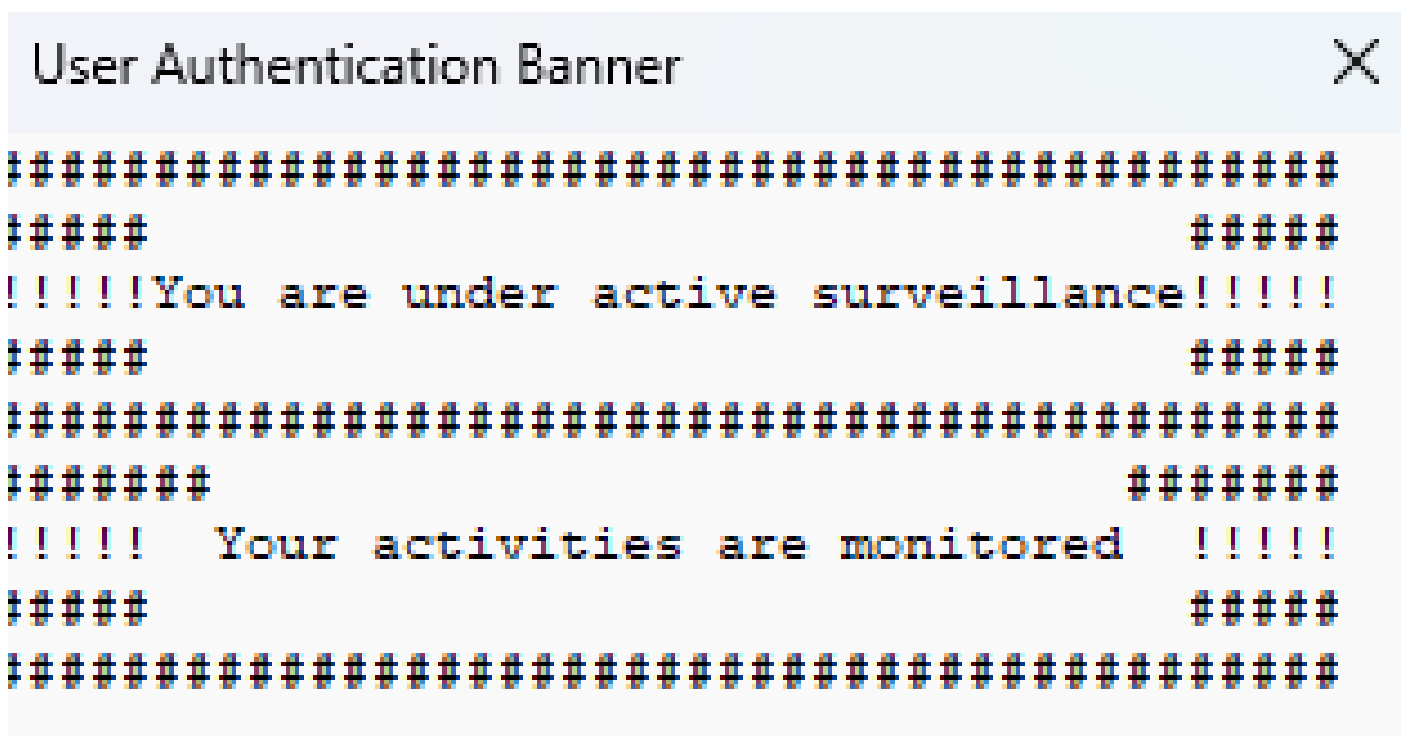 User Authentication Banner
###########################################
#####                                 #####
!!!!!You are under active surveillance!!!!!
#####                                 #####
###########################################
#######                             #######
!!!!!  Your activities are monitored  !!!!!
#####                                 #####
###########################################